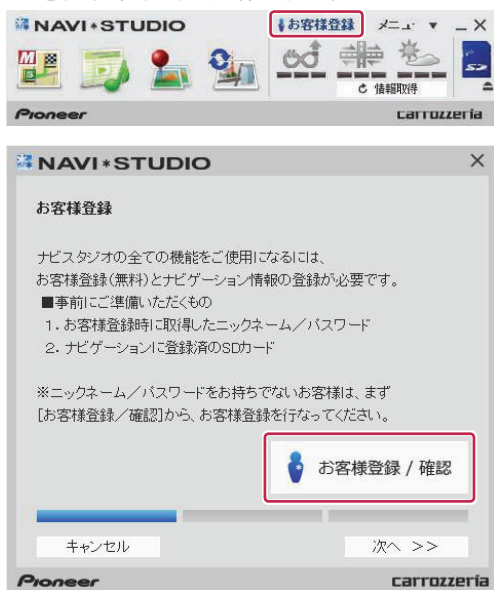 NAVI*STUDIO
お客様登録
メニュー ▼
情報取得
Pioneer
carrozzeria
NAVI*STUDIO
お客様登録
ナビスタジオの全ての機能をご使用になるには、
お客様登録(無料)とナビゲーション情報の登録が必要です。
■事前にご準備いただくもの
1. お客様登録時に取得したニックネーム/パスワード
2. ナビゲーションに登録済のSDカード
※ニックネーム/パスワードをお持ちでないお客様は、まず
[お客様登録/確認]から、お客様登録を行なってください。
お客様登録 / 確認
キャンセル
次へ >>
Pioneer
carrozzeria